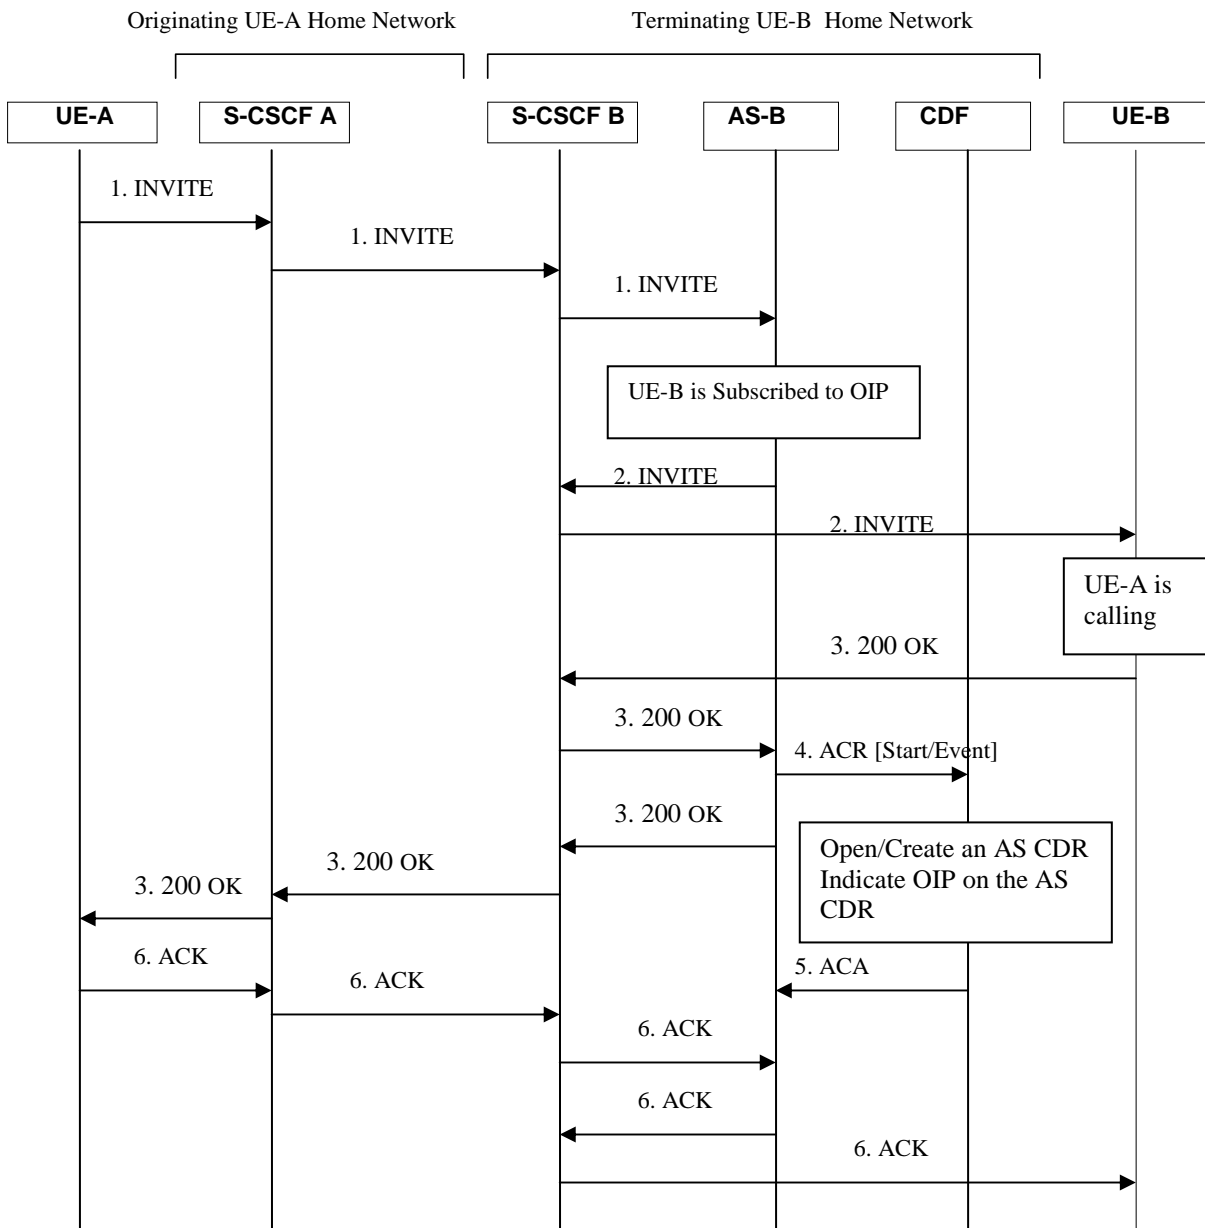 Originating UE-A Home Network
Terminating UE-B  Home Network
UE-A
S-CSCF A
S-CSCF B
AS-B
CDF
UE-B
1. INVITE
1. INVITE
1. INVITE
UE-B is Subscribed to OIP
2. INVITE
2. INVITE
UE-A is
calling
3. 200 OK
3. 200 OK
4. ACR [Start/Event]
3. 200 OK
Open/Create an AS CDR
Indicate OIP on the AS
CDR
3. 200 OK
3. 200 OK
6. ACK
5. ACA
6. ACK
6. ACK
6. ACK
6. ACK